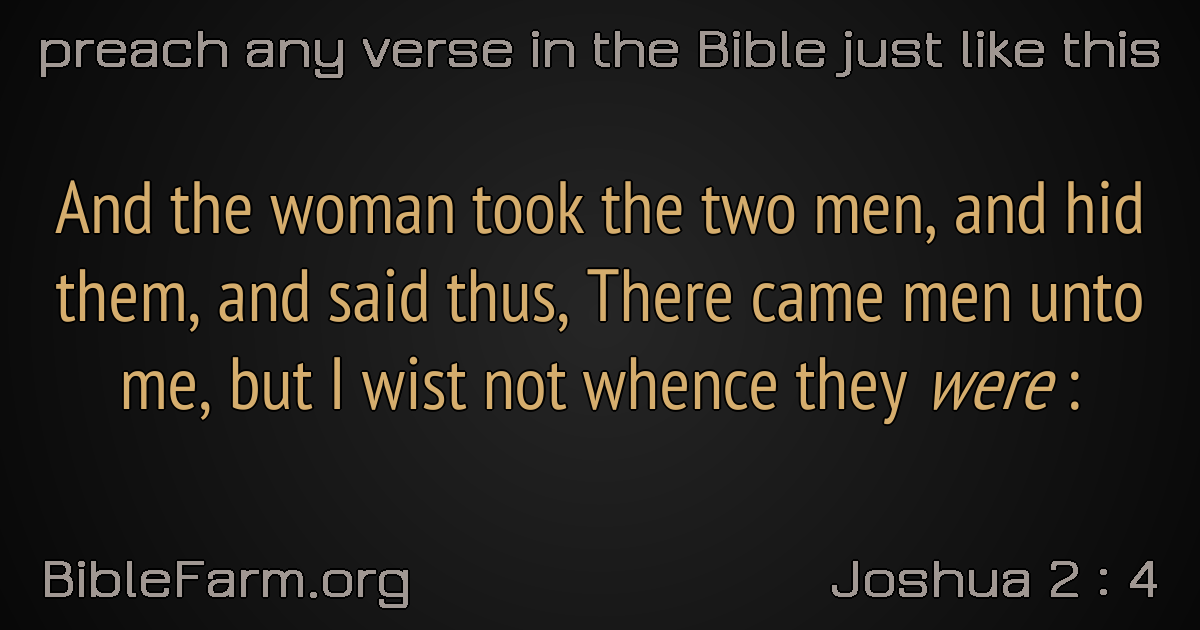 preach any verse in the Bible just like this
And the woman took the two men, and hid
them, and said thus, There came men unto
me, but I wist not whence they were :
BibleFarm.org
Joshua 2 : 4